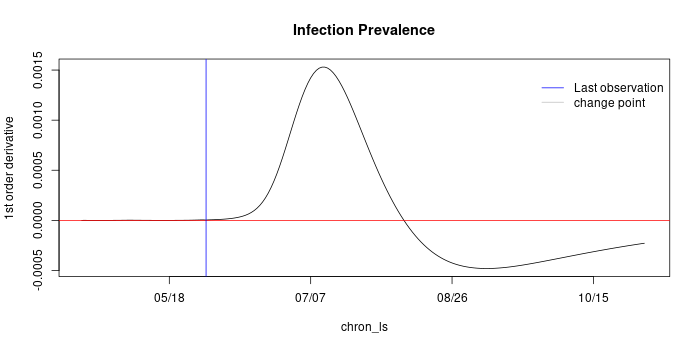 Infection Prevalence
1st order derivative
0.0015
0.0010
0.0005
0.0000
-0.0005
Last observation
change point
05/18
07/07
08/26
10/15
chron_ls